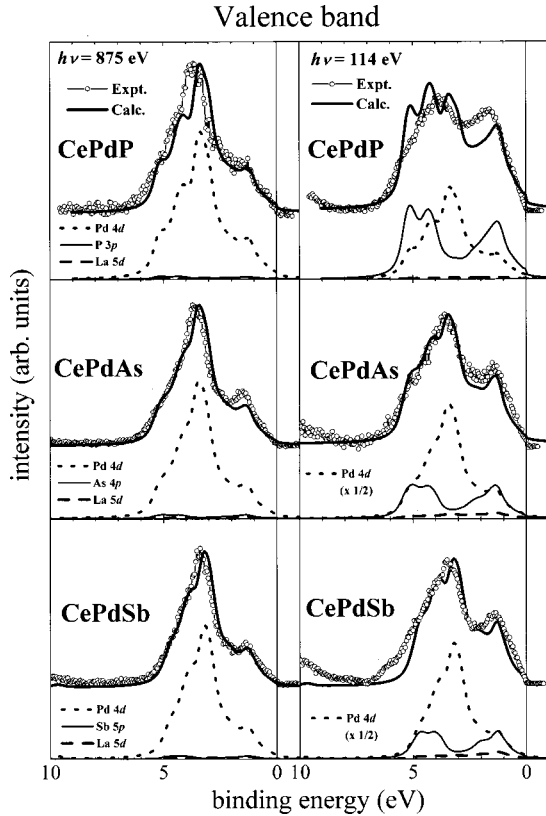 Valence band
hν = 875 eV
Expt.
Calc.
CePdP
Pd 4d
P 3p
La 5d
hν = 114 eV
Expt.
Calc.
CePdP
CePdAs
Pd 4d
As 4p
La 5d
CePdAs
Pd 4d
(x 1/2)
CePdSb
Pd 4d
Sb 5p
La 5d
CePdSb
Pd 4d
(x 1/2)
intensity (arb. units)
10 5 0 10 5 0
binding energy (eV)